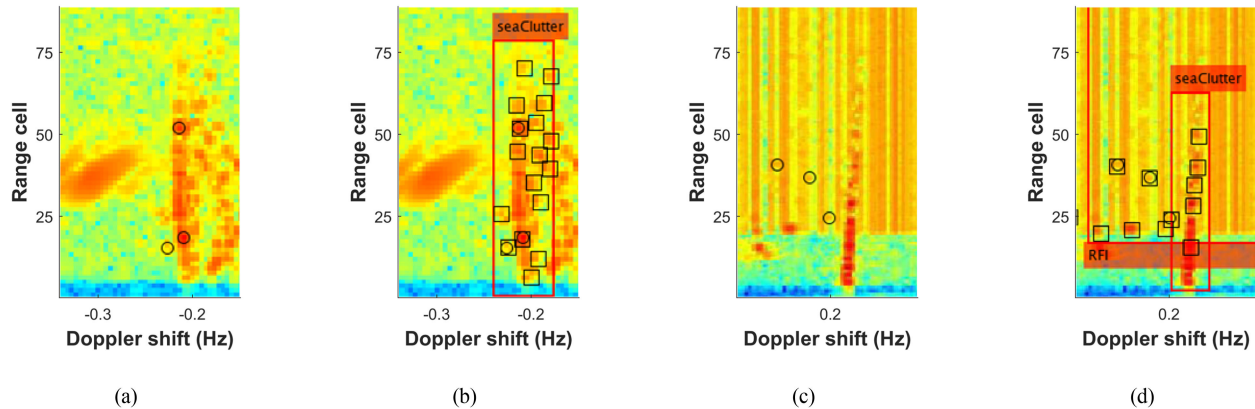 75
50
25
Range cell
-0.3
-0.2
Doppler shift (Hz)
(a)
seaClutter
75
50
25
Range cell
-0.3
-0.2
Doppler shift (Hz)
(b)
75
50
25
Range cell
0.2
Doppler shift (Hz)
(c)
seaClutter
RFI
75
50
25
Range cell
0.2
Doppler shift (Hz)
(d)